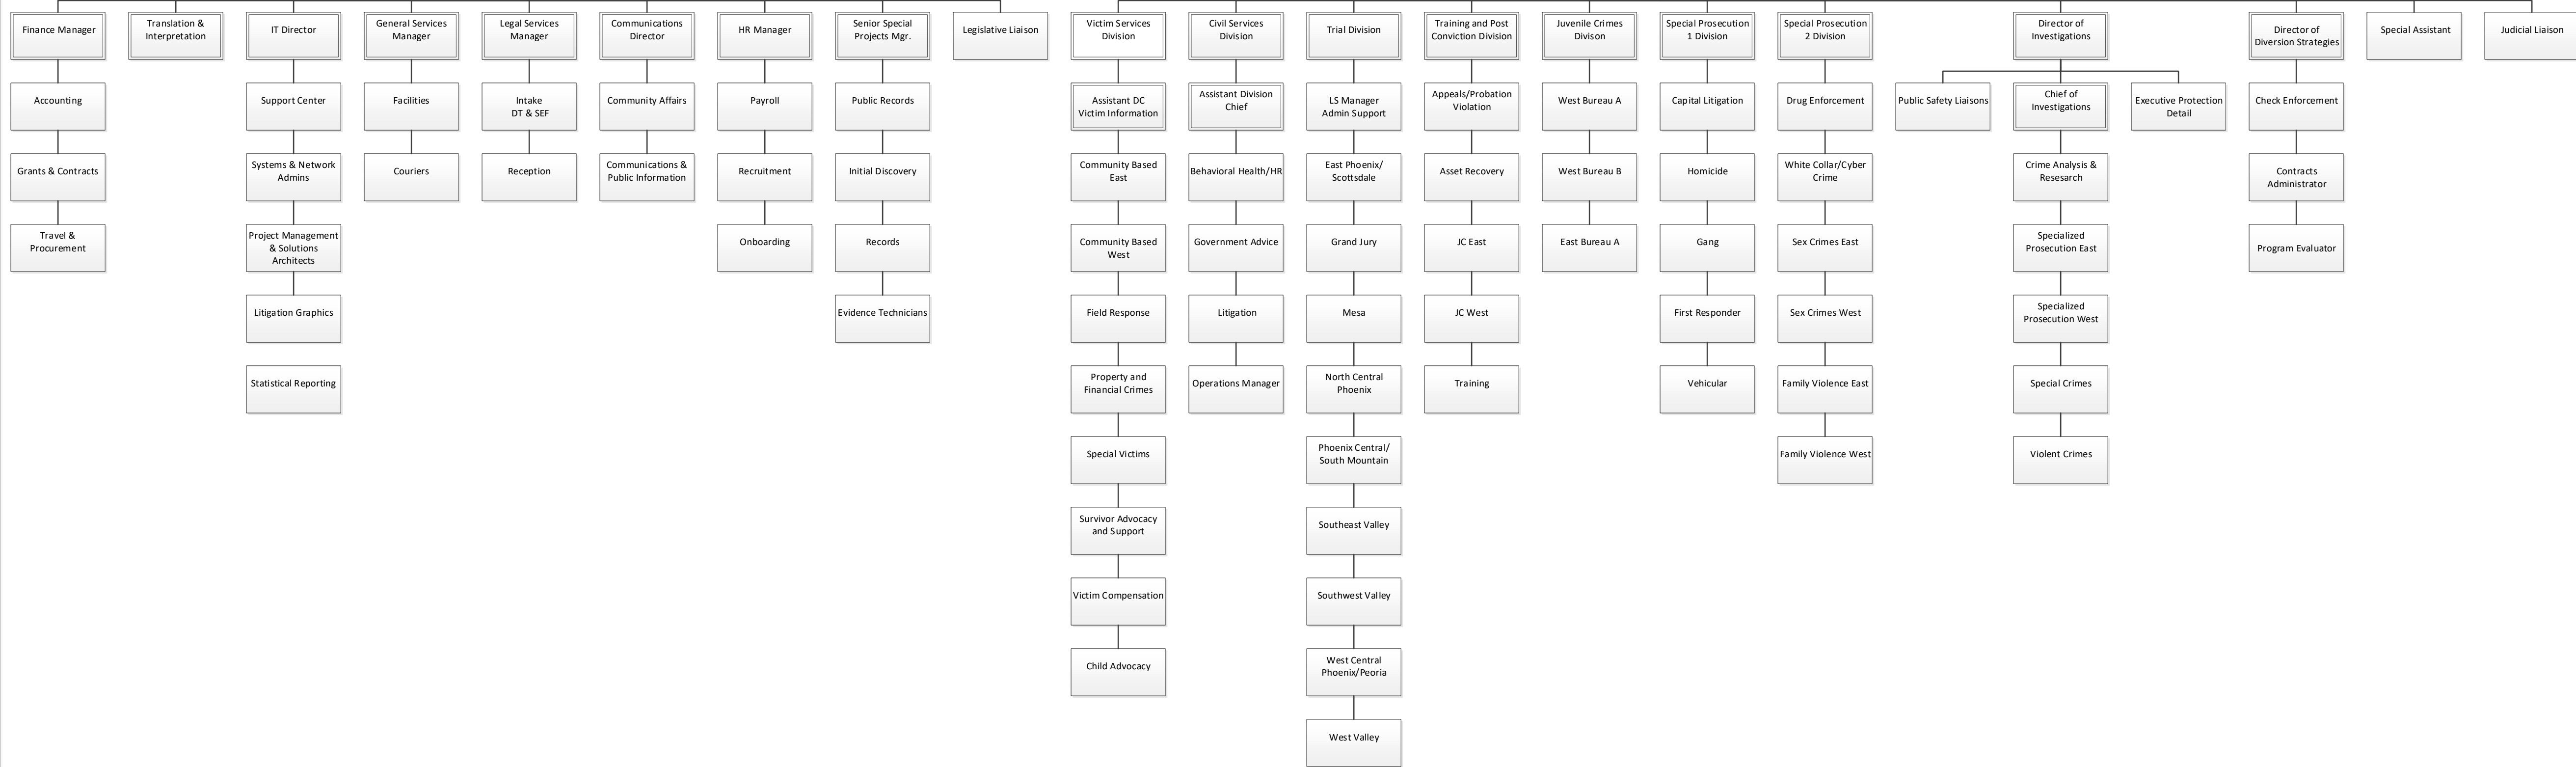 Finance Manager
Accounting
Grants & Contracts
Travel &
Procurement
Translation &
Interpretation
IT Director
Support Center
Systems & Network
Admins
Project Management
& Solutions
Architects
Litigation Graphics
Statistical Reporting
General Services
Manager
Facilities
Couriers
Legal Services
Manager
Intake
DT & SEF
Reception
Communications
Director
Community Affairs
Communications &
Public Information
HR Manager
Payroll
Recruitment
Onboarding
Senior Special
Projects Mgr.
Public Records
Initial Discovery
Records
Evidence Technicians
Legislative Liaison
Victim Services
Division
Assistant DC
Victim Information
Community Based
East
Community Based
West
Field Response
Property and
Financial Crimes
Special Victims
Survivor Advocacy
and Support
Victim Compensation
Child Advocacy
Civil Services
Division
Assistant Division
Chief
Behavioral Health/HR
Government Advice
Litigation
Operations Manager
Trial Division
LS Manager
Admin Support
East Phoenix/
Scottsdale
Grand Jury
Mesa
North Central
Phoenix
Phoenix Central/
South Mountain
Southeast Valley
Southwest Valley
West Central
Phoenix/Peoria
West Valley
Training and Post
Conviction Division
Appeals/Probation
Violation
Asset Recovery
JC East
JC West
Training
Juvenile Crimes
Divison
West Bureau A
West Bureau B
East Bureau A
Special Prosecution
1 Division
Capital Litigation
Homicide
Gang
First Responder
Vehicular
Special Prosecution
2 Division
Drug Enforcement
White Collar/Cyber
Crime
Sex Crimes East
Sex Crimes West
Family Violence East
Family Violence West
Director of
Investigations
Public Safety Liaisons
Chief of
Investigations
Executive Protection
Detail
Crime Analysis &
Resesarch
Specialized
Prosecution East
Specialized
Prosecution West
Special Crimes
Violent Crimes
Director of
Diversion Strategies
Check Enforcement
Contracts
Administrator
Program Evaluator
Special Assistant
Judicial Liaison